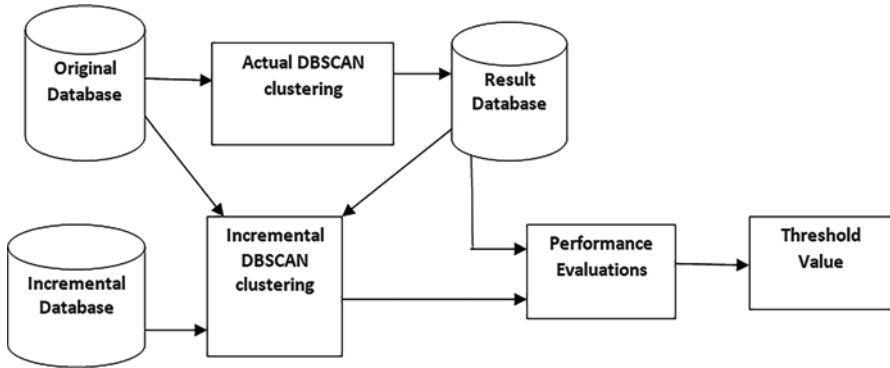 Original
Database
Actual DBSCAN
clustering
Result
Database
Incremental
Database
Incremental
DBSCAN
clustering
Performance
Evaluations
Threshold
Value